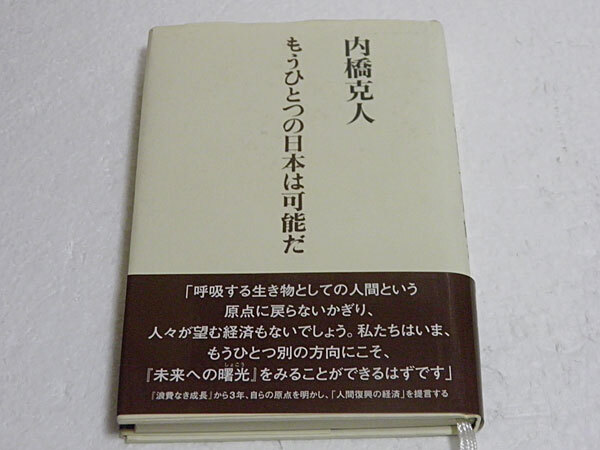 内橋克人
もうひとつの日本は可能だ
「呼吸する生き物としての人間という
原点に戻らないかぎり、
人々が望む経済もないでしょう。私たちはいま、
もうひとつ別の方向にこそ、
しょこう
『未来への曙光』をみることができるはずです」
『浪費なき成長』から3年、自らの原点を明かし、「人間復興の経済」を提言する